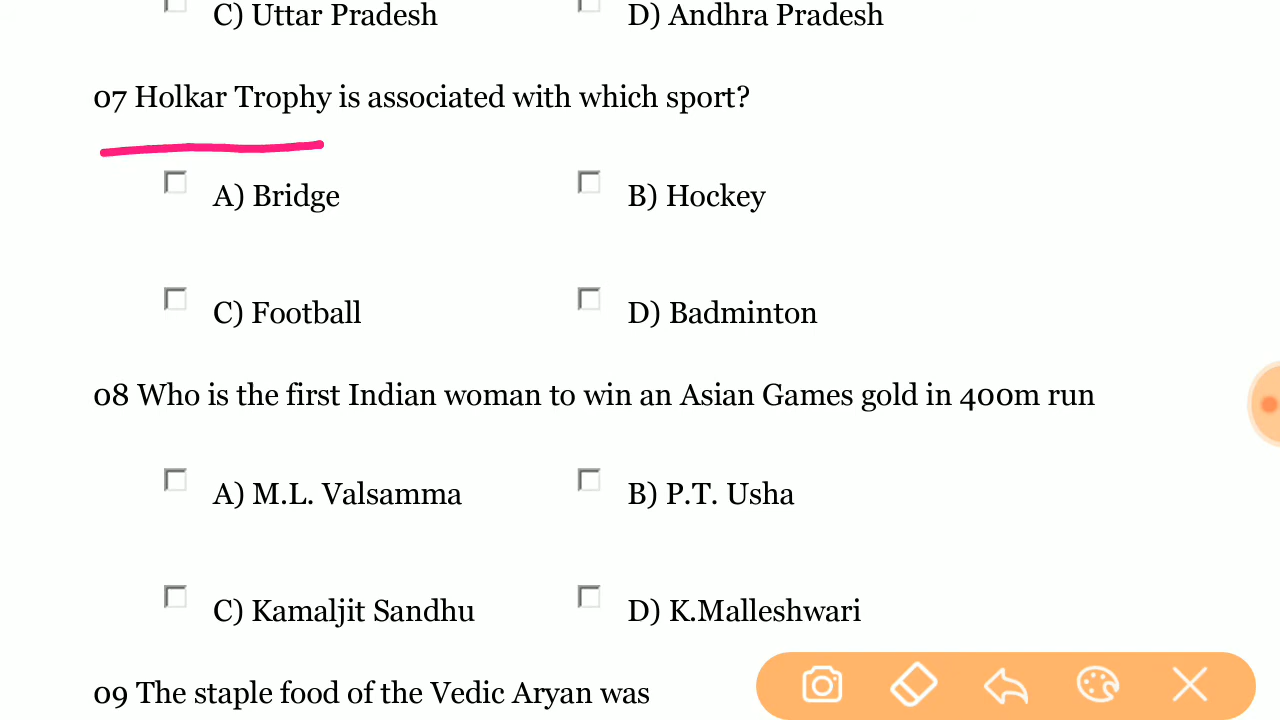 C) Uttar Pradesh D) Andhra Pradesh
07 Holkar Trophy is associated with which sport?
A) Bridge B) Hockey
C) Football D) Badminton
08 Who is the first Indian woman to win an Asian Games gold in 400m run
A) M.L. Valsamma B) P.T. Usha
C) Kamaljit Sandhu D) K.Malleshwari
09 The staple food of the Vedic Aryan was